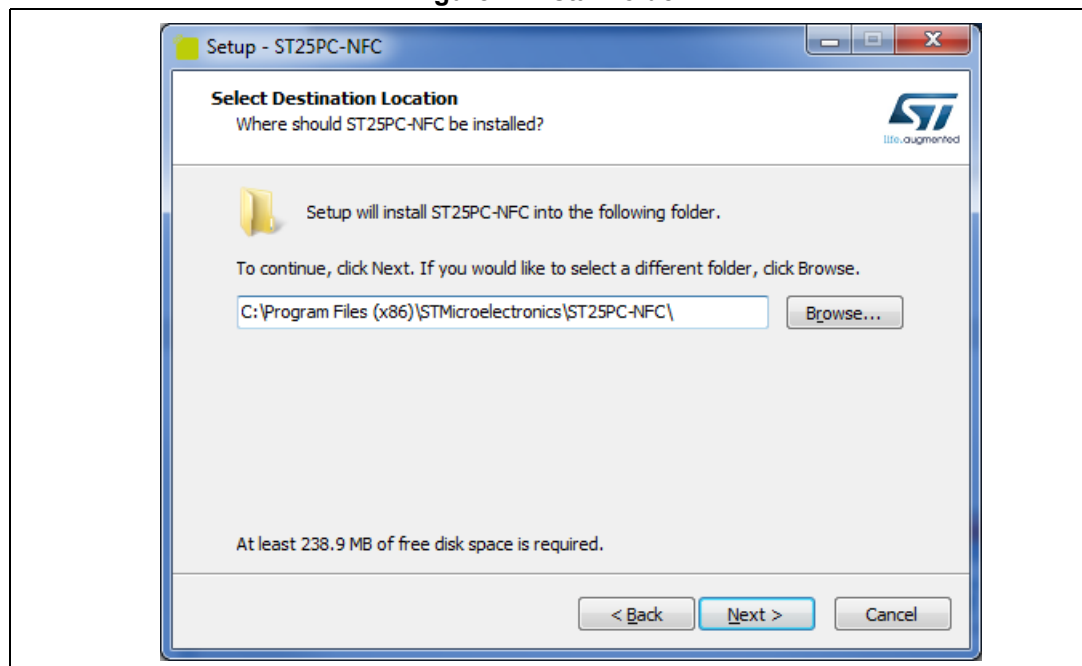 Setup - ST25PC-NFC
Select Destination Location
Where should ST25PC-NFC be installed?
ST
life.augmented
Setup will install ST25PC-NFC into the following folder.
To continue, click Next. If you would like to select a different folder, click Browse.
C:\Program Files (x86)\STMicroelectronics\ST25PC-NFC\
Browse...
At least 238.9 MB of free disk space is required.
< Back
Next >
Cancel